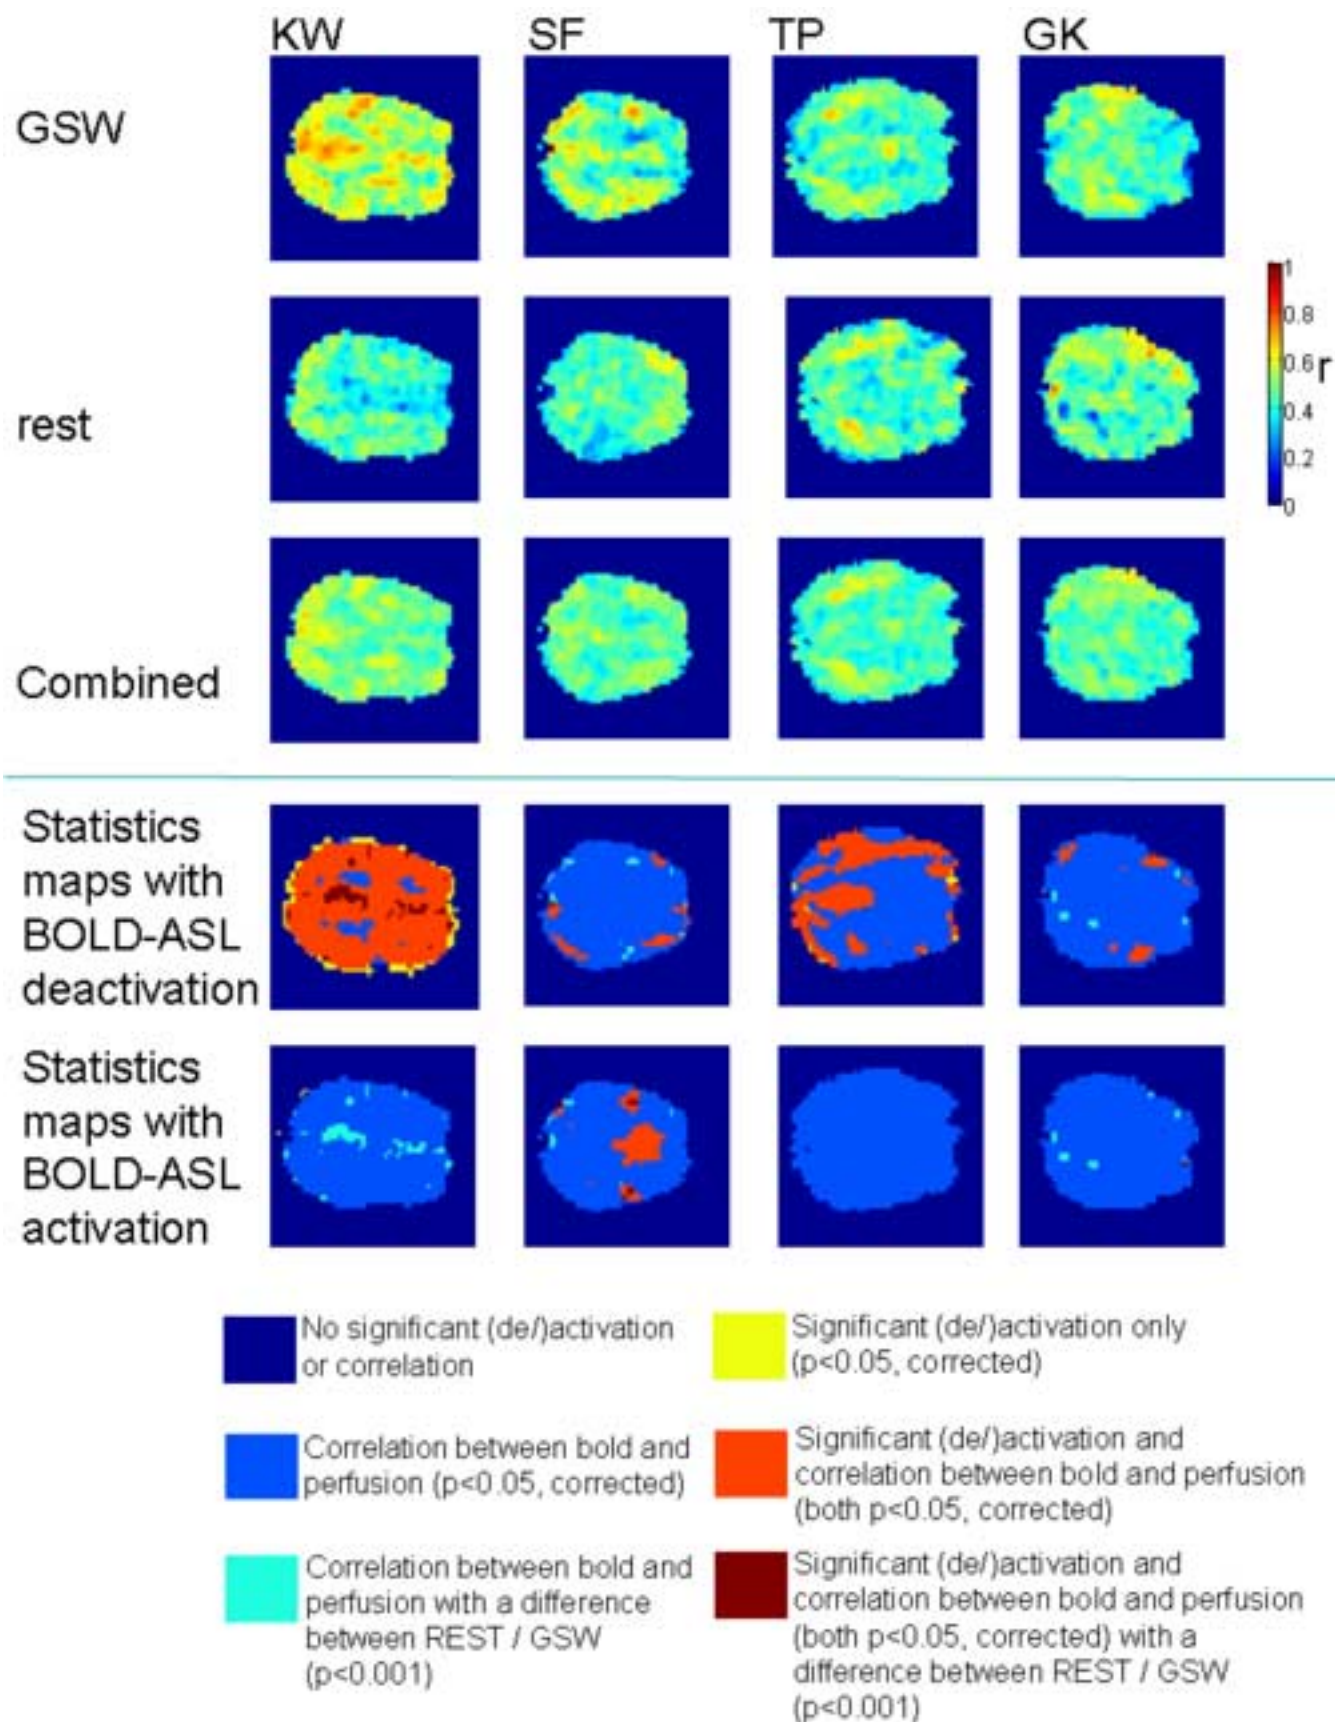 KW SF TP GK
GSW
1
0.8
0.6
0.4
0.2
0
r
rest
Combined
Statistics
maps with
BOLD-ASL
deactivation
Statistics
maps with
BOLD-ASL
activation
No significant (de/)activation
or correlation
Significant (de/)activation only
(p<0.05, corrected)
Correlation between bold and
perfusion (p<0.05, corrected)
Significant (de/)activation and
correlation between bold and perfusion
(both p<0.05, corrected)
Correlation between bold and
perfusion with a difference
between REST / GSW
(p<0.001)
Significant (de/)activation and
correlation between bold and perfusion
(both p<0.05, corrected) with a
difference between REST / GSW
(p<0.001)